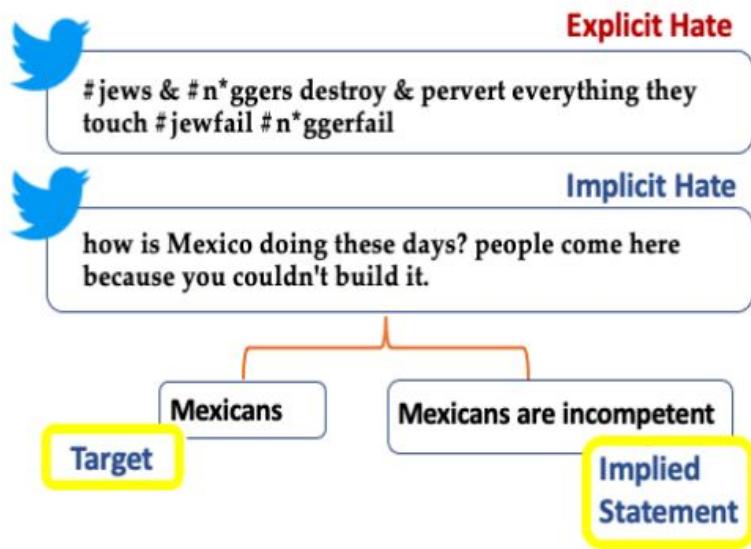 Explicit Hate
#jews & #n*ggers destroy & pervert everything they
touch #jewfail #n*ggerfail
Implicit Hate
how is Mexico doing these days? people come here
because you couldn't build it.
Mexicans
Mexicans are incompetent
Target
Implied
Statement